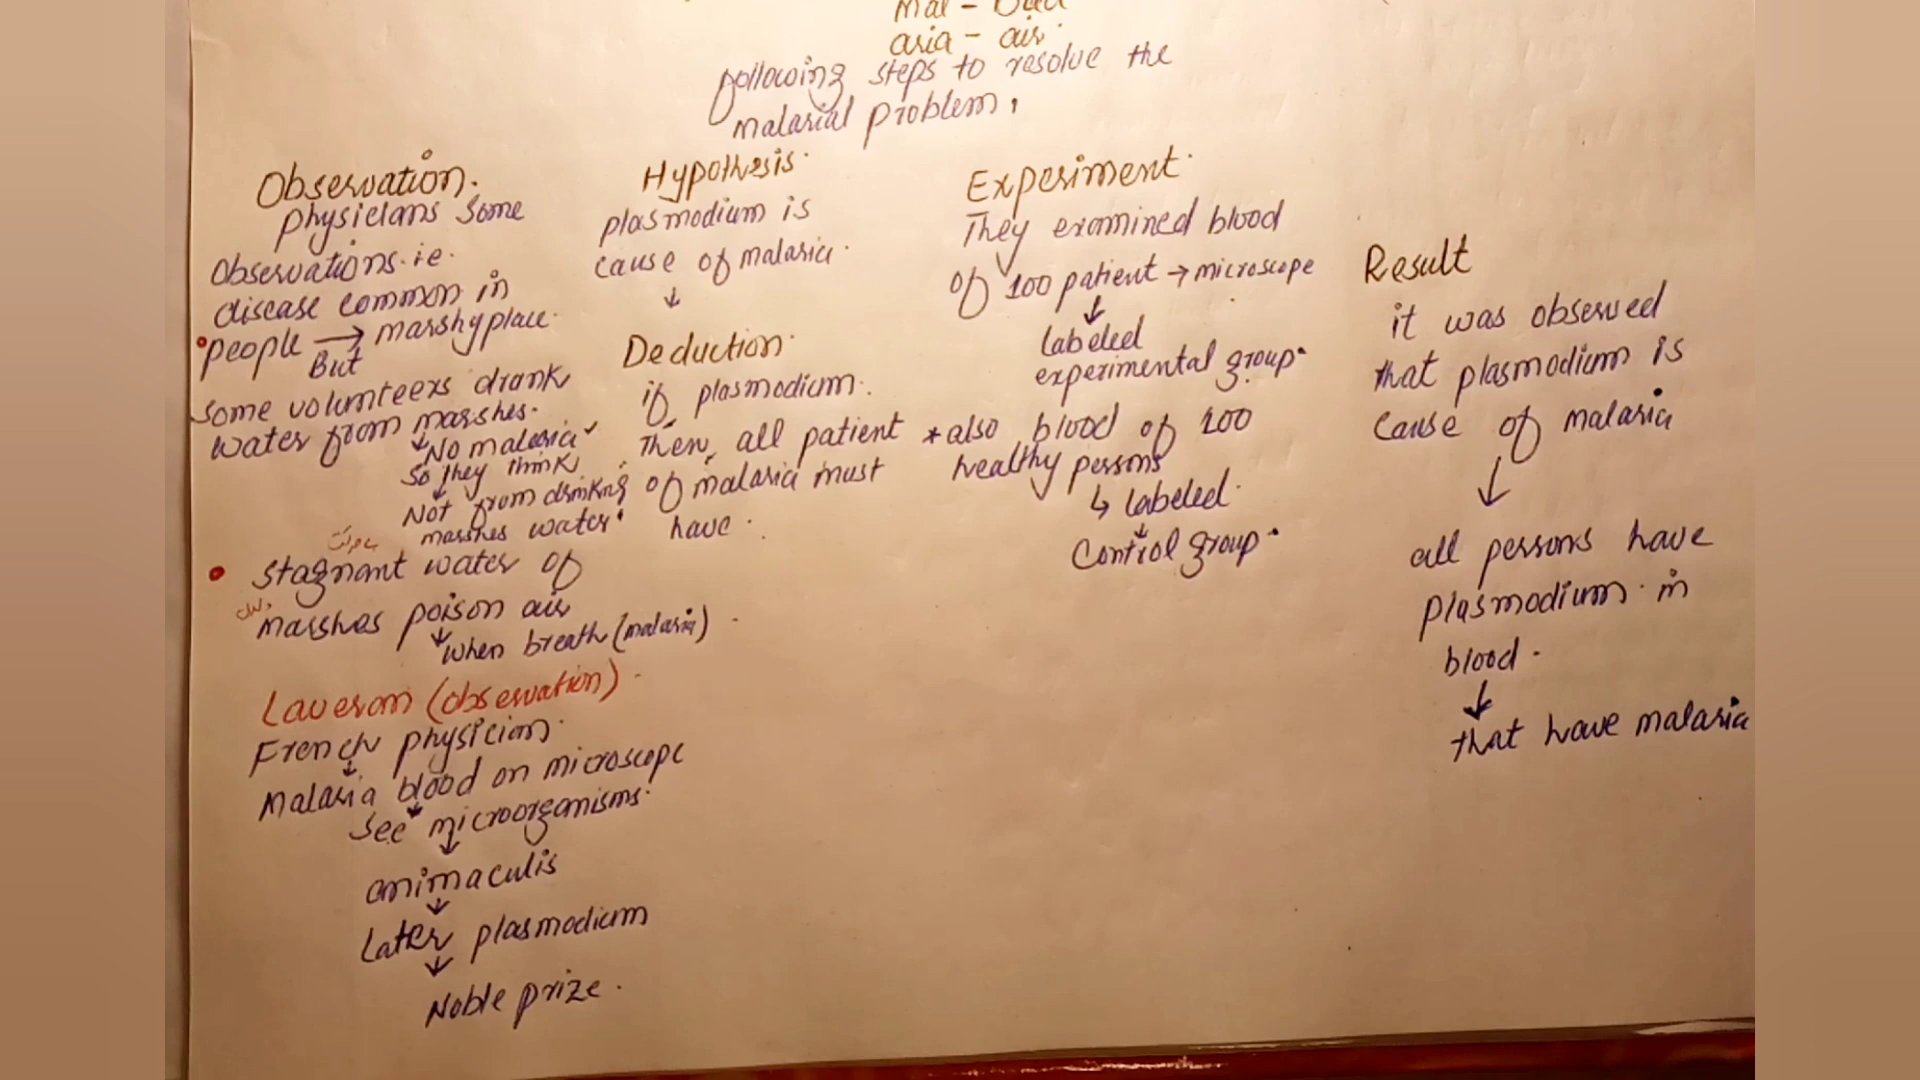 Mal - Bad
aria - air.
following steps to resolve the
malarial problem.
Observation.
physicians some
observations. i.e.
disease common in
• people → marshy place.
But
some volunteers drank
water from marshes.
↓ No malaria ✓
So they think
↓
Not from drinking
marshes water.
بے حرکت
• stagnant water of
دلدل
marshes poison air
↓ when breath (malaria)
Laveran (observation).
French physician.
↓
Malaria blood on microscope
↓
See microorganisms.
↓
animaculis
↓
Later plasmodium
↓
Noble prize.
Hypothesis.
plasmodium is
cause of malaria.
↓
Deduction.
if plasmodium.
Then, all patient
of malaria must
have.
Experiment.
They examined blood
of 100 patient → microscope
↓
labeled
experimental group.
* also blood of 100
healthy persons
↳ labeled.
↓
Control group.
Result
it was observed
that plasmodium is
cause of malaria
↓
all persons have
plasmodium in
blood.
↓
that have malaria